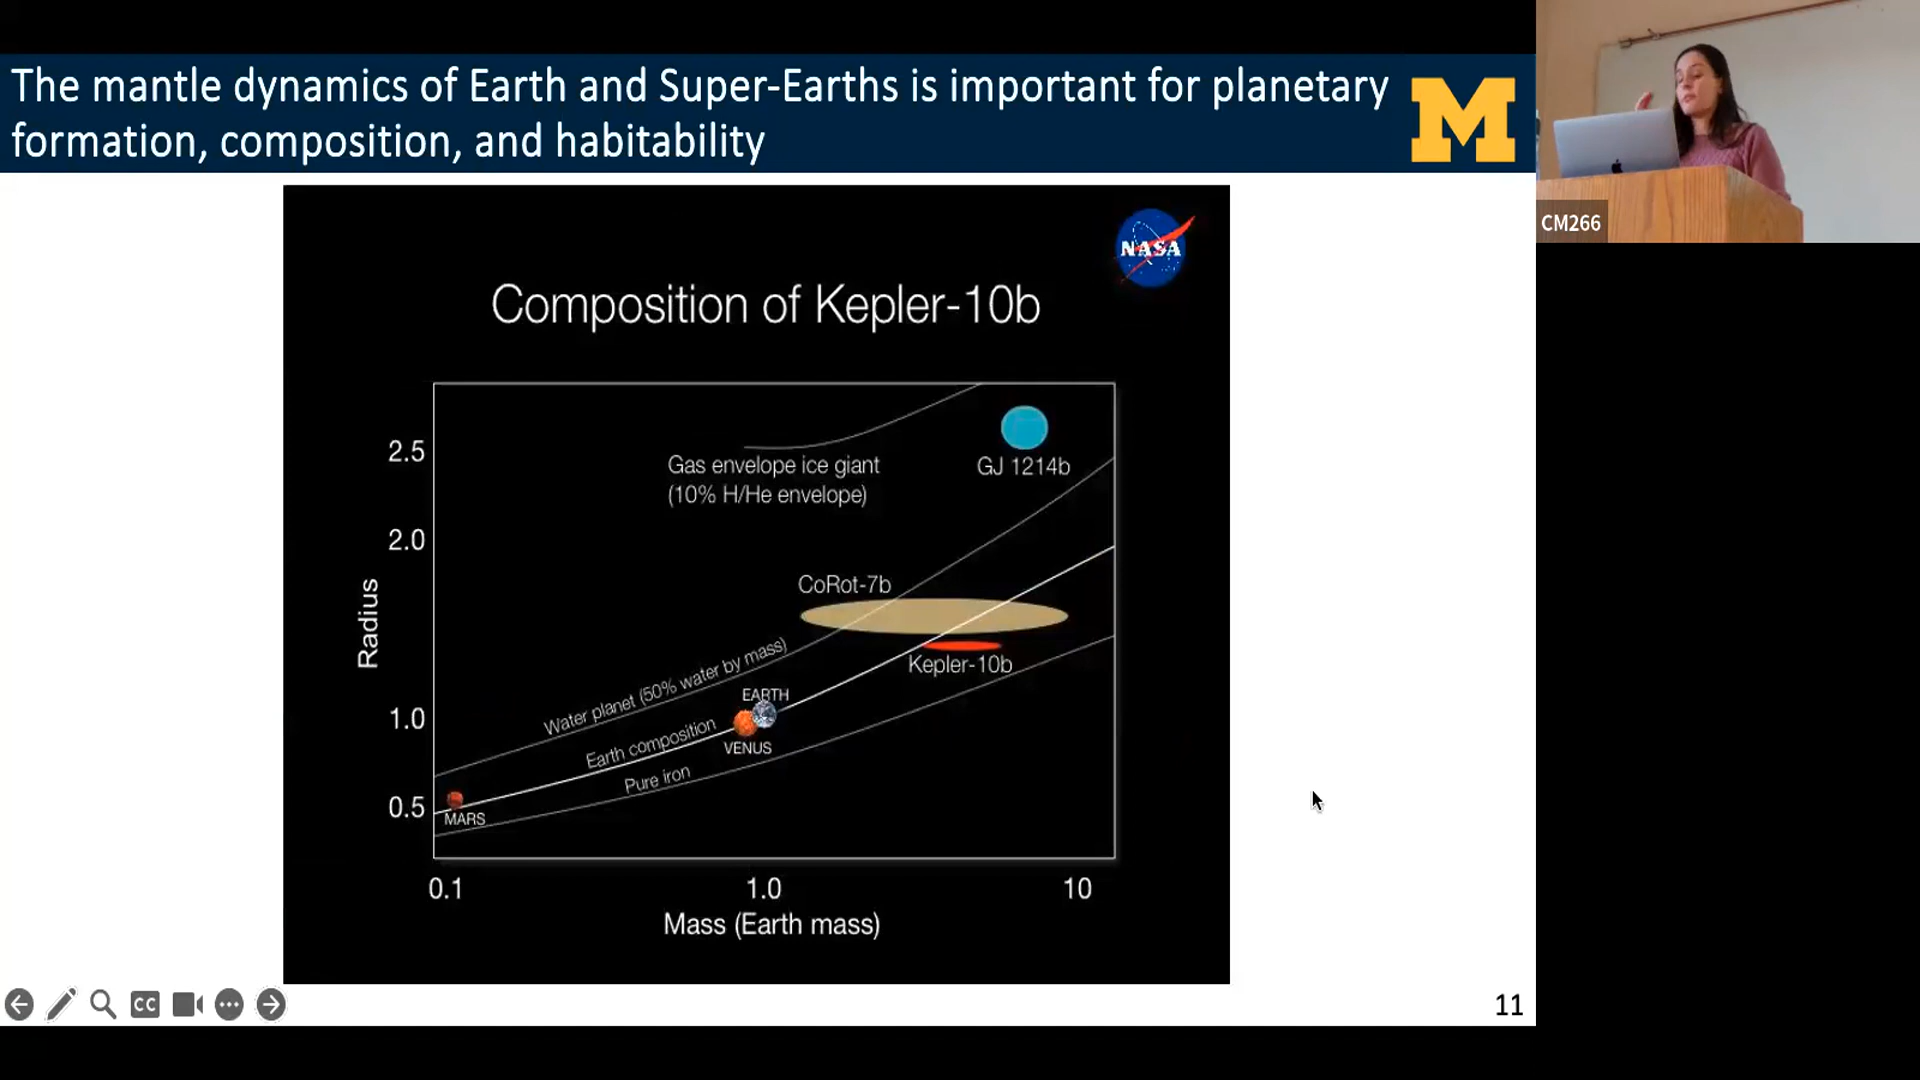 The mantle dynamics of Earth and Super-Earths is important for planetary
formation, composition, and habitability
M
CM266
NASA
Composition of Kepler-10b
2.5
2.0
1.0
0.5
Radius
Gas envelope ice giant
(10% H/He envelope)
GJ 1214b
CoRot-7b
Kepler-10b
Water planet (50% water by mass)
EARTH
Earth composition
VENUS
Pure iron
MARS
0.1 1.0 10
Mass (Earth mass)
CC
11